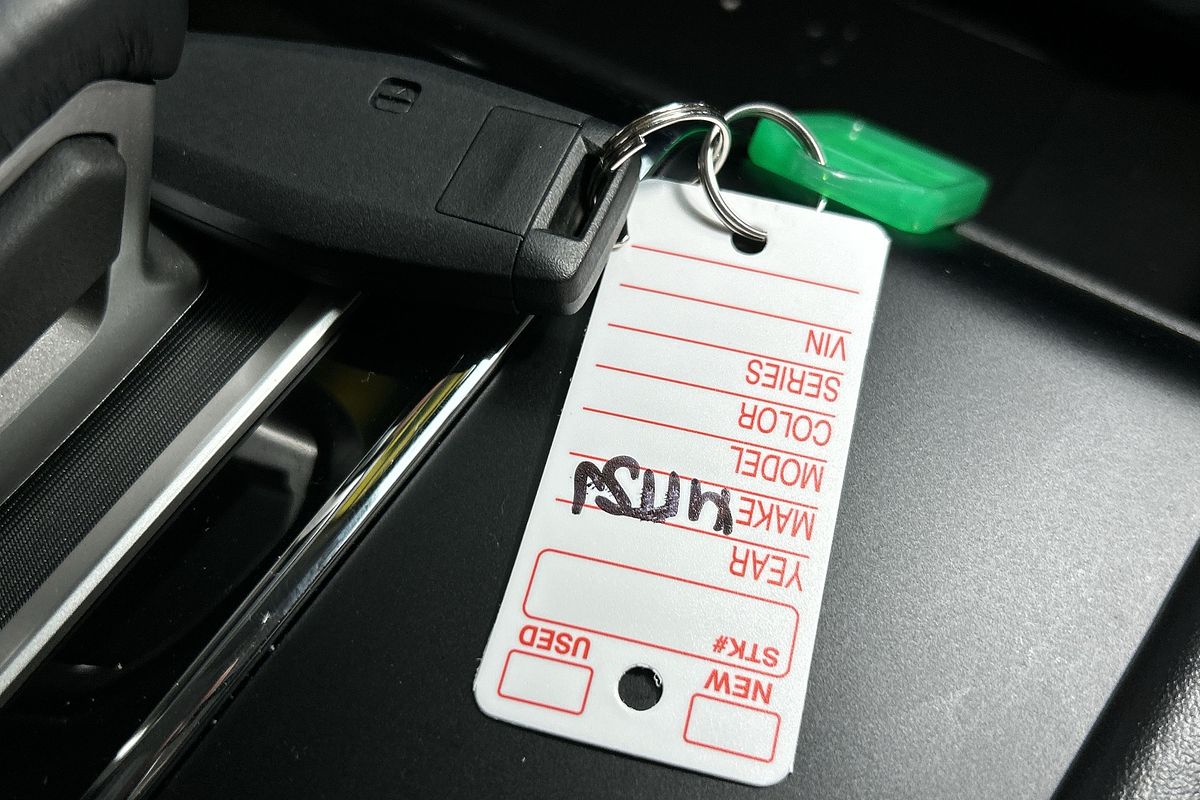 NEW USED
STK#
YEAR
MAKE
MODEL
COLOR
SERIES
VIN